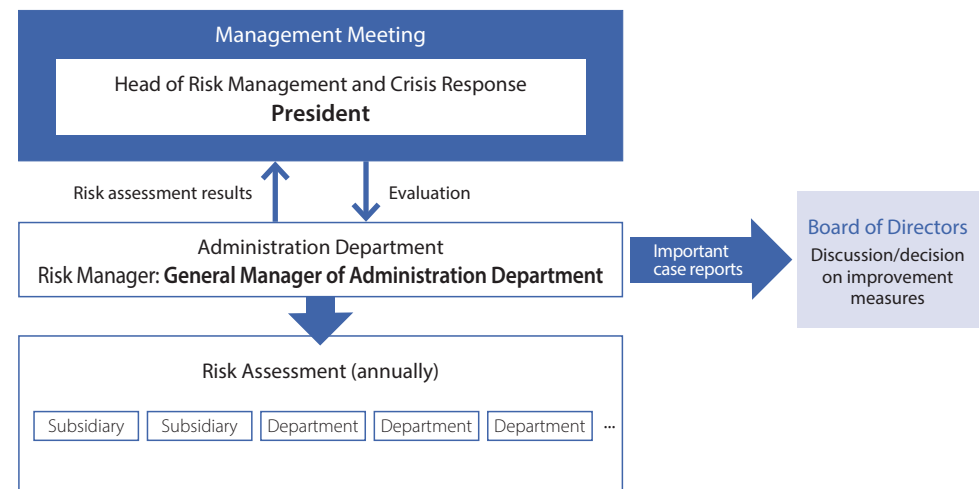 Management Meeting
Head of Risk Management and Crisis Response
President
Risk assessment results
Evaluation
Administration Department
Risk Manager: General Manager of Administration Department
Important
case reports
Board of Directors
Discussion/decision
on improvement
measures
Risk Assessment (annually)
Subsidiary Subsidiary Department Department Department ...